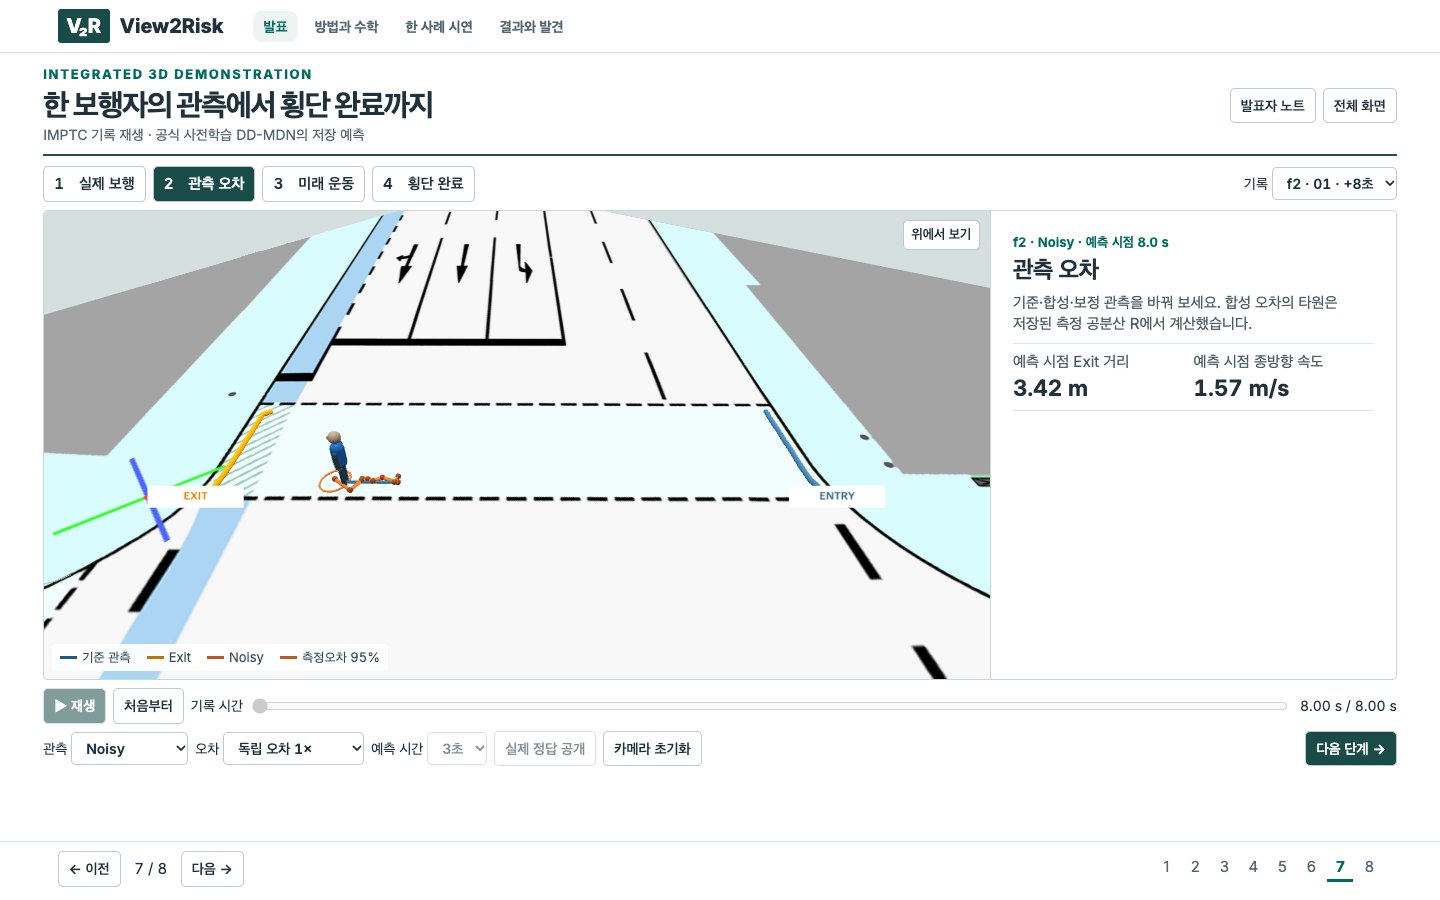 V2R View2Risk 발표 방법과 수학 한 사례 시연 결과와 발견
INTEGRATED 3D DEMONSTRATION
한 보행자의 관측에서 횡단 완료까지
IMPTC 기록 재생 · 공식 사전학습 DD-MDN의 저장 예측
발표자 노트 전체 화면
1 실제 보행 2 관측 오차 3 미래 운동 4 횡단 완료 기록 f2 · 01 · +8초
위에서 보기
EXIT
ENTRY
기준 관측 Exit Noisy 측정오차 95%
f2 · Noisy · 예측 시점 8.0 s
관측 오차
기준·합성·보정 관측을 바꿔 보세요. 합성 오차의 타원은
저장된 측정 공분산 R에서 계산했습니다.
예측 시점 Exit 거리 예측 시점 종방향 속도
3.42 m 1.57 m/s
▶ 재생 처음부터 기록 시간 8.00 s / 8.00 s
관측 Noisy 오차 독립 오차 1× 예측 시간 3초 실제 정답 공개 카메라 초기화 다음 단계 →
← 이전 7 / 8 다음 → 1 2 3 4 5 6 7 8